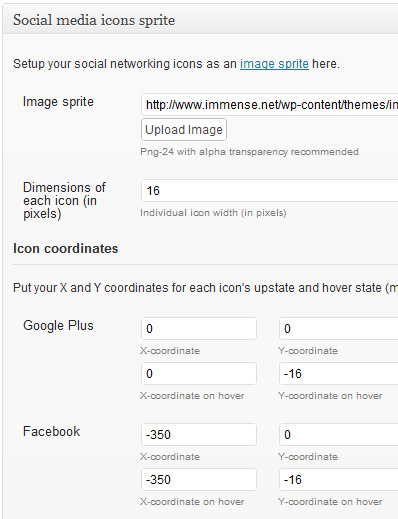 Social media icons sprite
Setup your social networking icons as an image sprite here.
Image sprite
http://www.immense.net/wp-content/themes/in
Upload Image
Png-24 with alpha transparency recommended
Dimensions of each icon (in pixels)
16
Individual icon width (in pixels)
Icon coordinates
Put your X and Y coordinates for each icon's upstate and hover state (m
Google Plus
0 0
X-coordinate Y-coordinate
0 -16
X-coordinate on hover Y-coordinate on hover
Facebook
-350 0
X-coordinate Y-coordinate
-350 -16
X-coordinate on hover Y-coordinate on hover